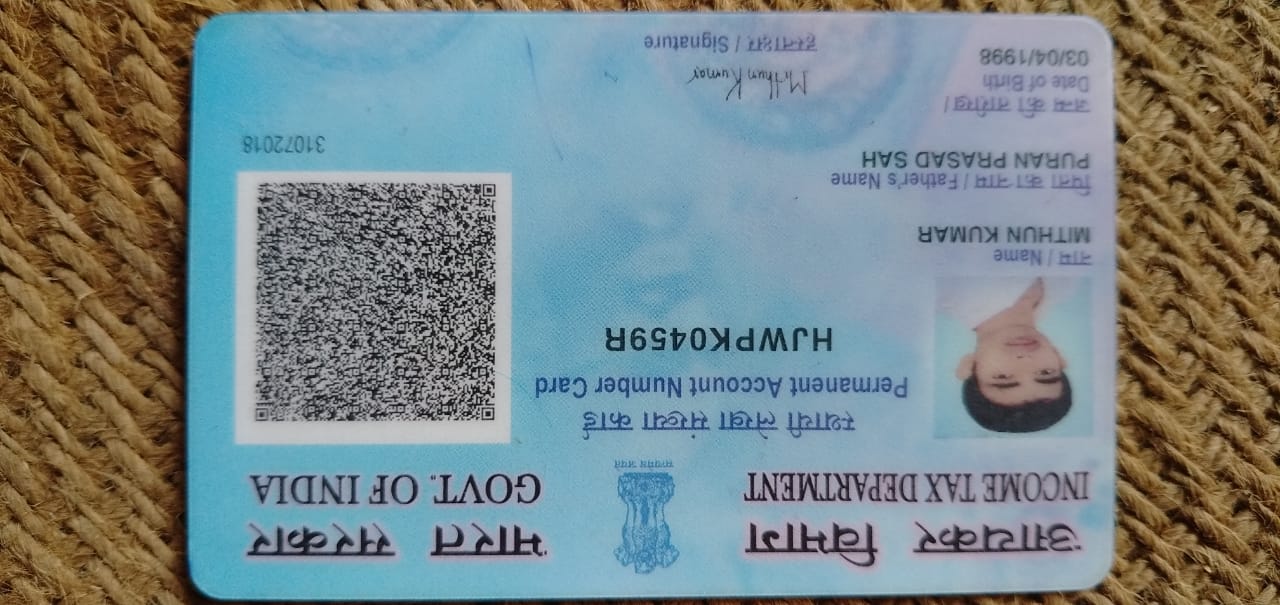 आयकर विभाग
INCOME TAX DEPARTMENT
सत्यमेव जयते
भारत सरकार
GOVT. OF INDIA
स्थायी लेखा संख्या कार्ड
Permanent Account Number Card
HJWPK0459R
नाम / Name
MITHUN KUMAR
पिता का नाम / Father's Name
PURAN PRASAD SAH
जन्म की तारीख /
Date of Birth
03/04/1998
Mithun Kumar
हस्ताक्षर / Signature
31072018